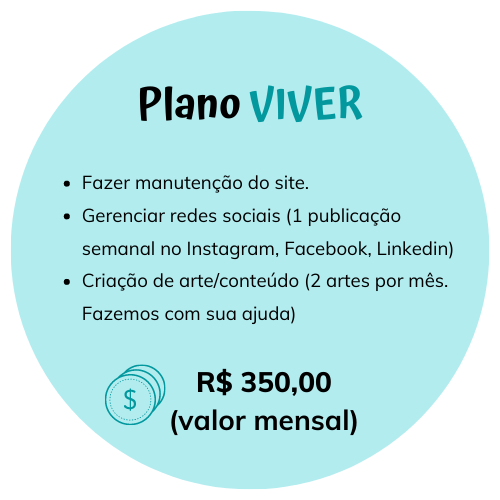 Plano VIVER
• Fazer manutenção do site.
• Gerenciar redes sociais (1 publicação
semanal no Instagram, Facebook, Linkedin)
• Criação de arte/conteúdo (2 artes por mês.
Fazemos com sua ajuda)
$
R$ 350,00
(valor mensal)